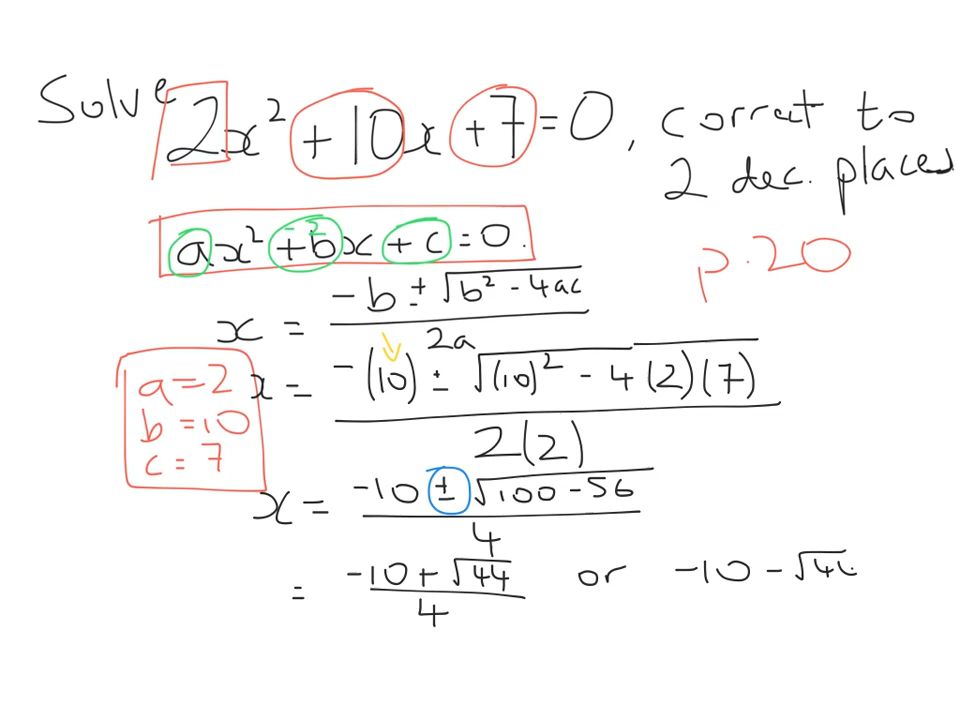 Solve 2x² + 10x + 7 = 0, correct to
2 dec. places
ax² + bx + c = 0.
p.20
x = (-b ± √(b² - 4ac)) / 2a
a = 2
b = 10
c = 7
x = (-(10) ± √((10)² - 4(2)(7))) / 2(2)
x = (-10 ± √(100 - 56)) / 4
= (-10 + √44) / 4 or -10 - √44